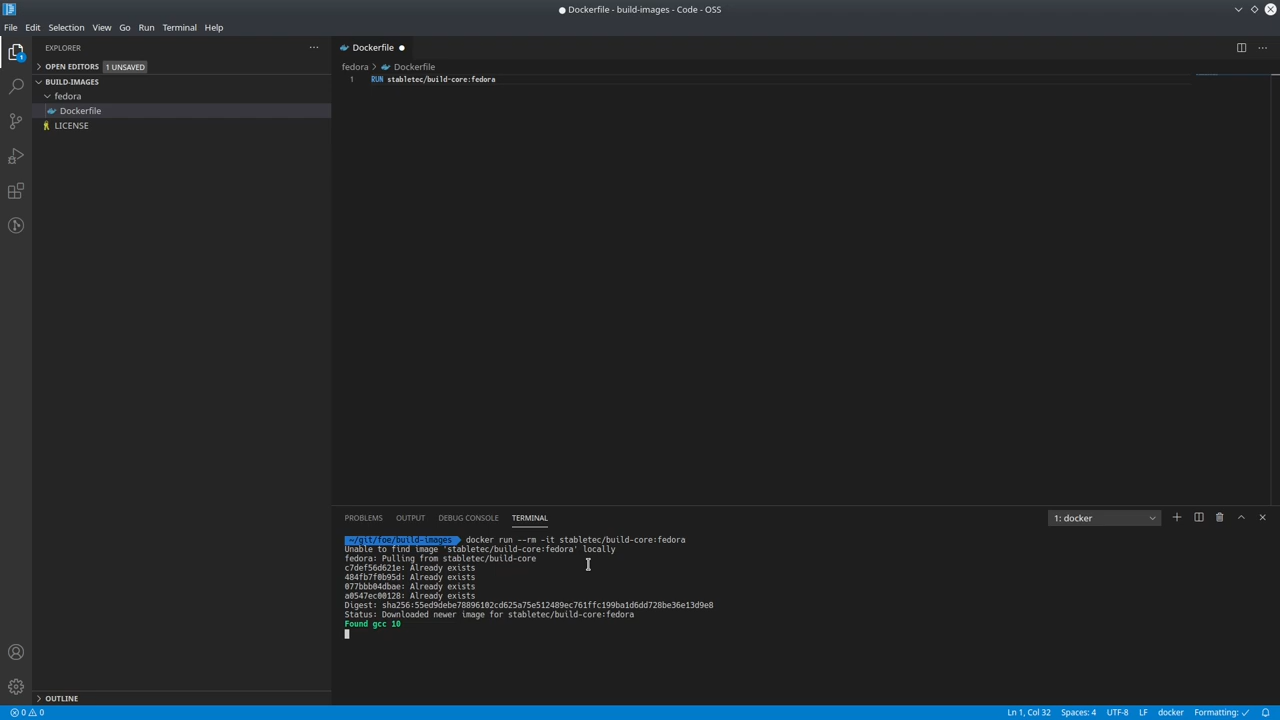 Dockerfile - build-images - Code - OSS
File Edit Selection View Go Run Terminal Help
EXPLORER
OPEN EDITORS 1 UNSAVED
BUILD-IMAGES
fedora
Dockerfile
LICENSE
OUTLINE
1
Dockerfile
fedora > Dockerfile
1 RUN stabletec/build-core:fedora
PROBLEMS OUTPUT DEBUG CONSOLE TERMINAL
1: docker
~/git/foe/build-images docker run --rm -it stabletec/build-core:fedora
Unable to find image 'stabletec/build-core:fedora' locally
fedora: Pulling from stabletec/build-core
c7def56d621e: Already exists
484fb7f0b95d: Already exists
077bbb04dbae: Already exists
a0547ec00128: Already exists
Digest: sha256:55ed9debe78896102cd625a75e512489ec761ffc199ba1d6dd728be36e13d9e8
Status: Downloaded newer image for stabletec/build-core:fedora
Found gcc 10
0 0
Ln 1, Col 32 Spaces: 4 UTF-8 LF docker Formatting: ✓